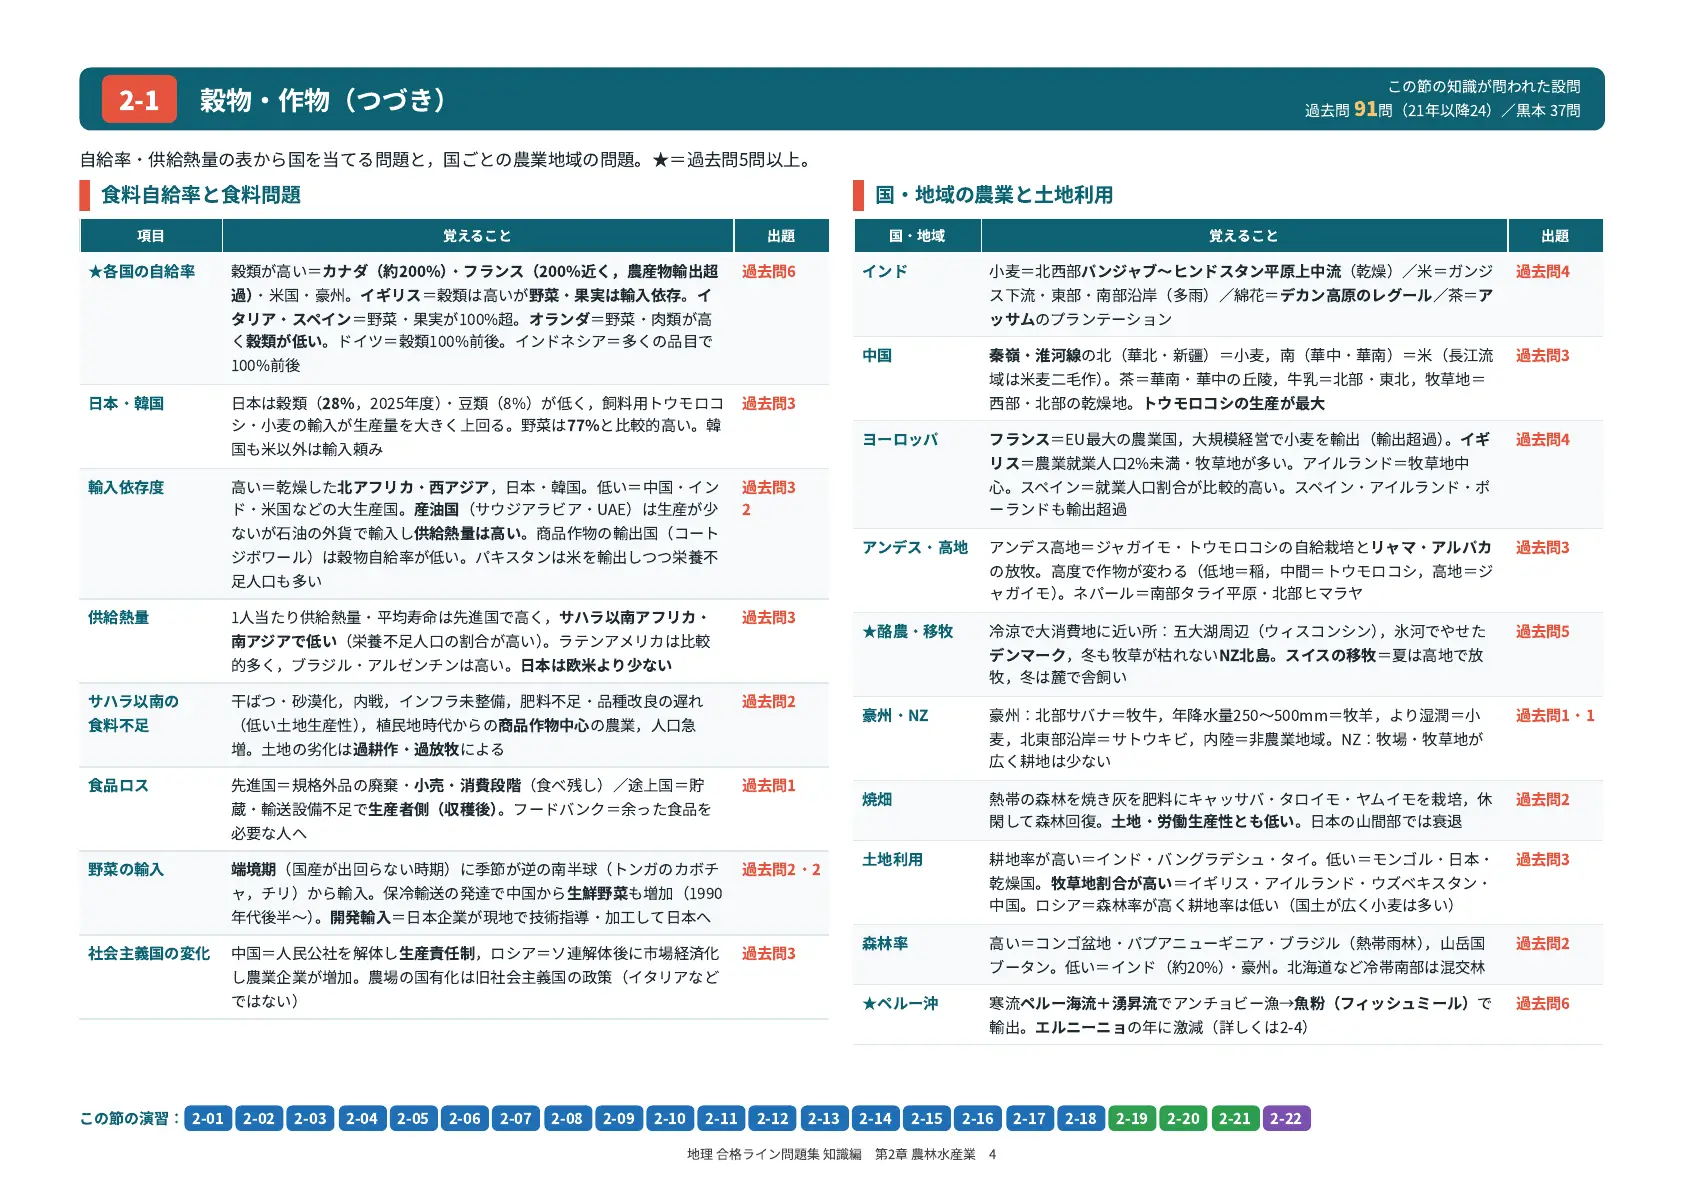 2-1 穀物・作物（つづき）
この節の知識が問われた設問
過去問 91問（21年以降24）／黒本 37問
自給率・供給熱量の表から国を当てる問題と，国ごとの農業地域の問題。★＝過去問5問以上。
食料自給率と食料問題
項目 覚えること 出題
★各国の自給率 穀類が高い＝カナダ（約200%）・フランス（200%近く，農産物輸出超 過去問6
過）・米国・豪州。イギリス＝穀類は高いが野菜・果実は輸入依存。イ
タリア・スペイン＝野菜・果実が100%超。オランダ＝野菜・肉類が高
く穀類が低い。ドイツ＝穀類100%前後。インドネシア＝多くの品目で
100%前後
日本・韓国 日本は穀類（28%，2025年度）・豆類（8%）が低く，飼料用トウモロコ 過去問3
シ・小麦の輸入が生産量を大きく上回る。野菜は77%と比較的高い。韓
国も米以外は輸入頼み
輸入依存度 高い＝乾燥した北アフリカ・西アジア，日本・韓国。低い＝中国・イン 過去問3
ド・米国などの大生産国。産油国（サウジアラビア・UAE）は生産が少 2
ないが石油の外貨で輸入し供給熱量は高い。商品作物の輸出国（コート
ジボワール）は穀物自給率が低い。パキスタンは米を輸出しつつ栄養不
足人口も多い
供給熱量 1人当たり供給熱量・平均寿命は先進国で高く，サハラ以南アフリカ・ 過去問3
南アジアで低い（栄養不足人口の割合が高い）。ラテンアメリカは比較
的多く，ブラジル・アルゼンチンは高い。日本は欧米より少ない
サハラ以南の 干ばつ・砂漠化，内戦，インフラ未整備，肥料不足・品種改良の遅れ 過去問2
食料不足 （低い土地生産性），植民地時代からの商品作物中心の農業，人口急
増。土地の劣化は過耕作・過放牧による
食品ロス 先進国＝規格外品の廃棄・小売・消費段階（食べ残し）／途上国＝貯 過去問1
蔵・輸送設備不足で生産者側（収穫後）。フードバンク＝余った食品を
必要な人へ
野菜の輸入 端境期（国産が出回らない時期）に季節が逆の南半球（トンガのカボチ 過去問2・2
ャ，チリ）から輸入。保冷輸送の発達で中国から生鮮野菜も増加（1990
年代後半～）。開発輸入＝日本企業が現地で技術指導・加工して日本へ
社会主義国の変化 中国＝人民公社を解体し生産責任制，ロシア＝ソ連解体後に市場経済化 過去問3
し農業企業が増加。農場の国有化は旧社会主義国の政策（イタリアなど
ではない）
国・地域の農業と土地利用
国・地域 覚えること 出題
インド 小麦＝北西部パンジャブ～ヒンドスタン平原上中流（乾燥）／米＝ガンジ 過去問4
ス下流・東部・南部沿岸（多雨）／綿花＝デカン高原のレグール／茶＝ア
ッサムのプランテーション
中国 秦嶺・淮河線の北（華北・新疆）＝小麦，南（華中・華南）＝米（長江流 過去問3
域は米麦二毛作）。茶＝華南・華中の丘陵，牛乳＝北部・東北，牧草地＝
西部・北部の乾燥地。トウモロコシの生産が最大
ヨーロッパ フランス＝EU最大の農業国，大規模経営で小麦を輸出（輸出超過）。イギ 過去問4
リス＝農業就業人口2%未満・牧草地が多い。アイルランド＝牧草地中
心。スペイン＝就業人口割合が比較的高い。スペイン・アイルランド・ポ
ーランドも輸出超過
アンデス・高地 アンデス高地＝ジャガイモ・トウモロコシの自給栽培とリャマ・アルパカ 過去問3
の放牧。高度で作物が変わる（低地＝稲，中間＝トウモロコシ，高地＝ジ
ャガイモ）。ネパール＝南部タライ平原・北部ヒマラヤ
★酪農・移牧 冷涼で大消費地に近い所：五大湖周辺（ウィスコンシン），氷河でやせた 過去問5
デンマーク，冬も牧草が枯れないNZ北島。スイスの移牧＝夏は高地で放
牧，冬は麓で舎飼い
豪州・NZ 豪州：北部サバナ＝牧牛，年降水量250～500mm＝牧羊，より湿潤＝小 過去問1・1
麦，北東部沿岸＝サトウキビ，内陸＝非農業地域。NZ：牧場・牧草地が
広く耕地は少ない
焼畑 熱帯の森林を焼き灰を肥料にキャッサバ・タロイモ・ヤムイモを栽培，休 過去問2
閑して森林回復。土地・労働生産性とも低い。日本の山間部では衰退
土地利用 耕地率が高い＝インド・バングラデシュ・タイ。低い＝モンゴル・日本・ 過去問3
乾燥国。牧草地割合が高い＝イギリス・アイルランド・ウズベキスタン・
中国。ロシア＝森林率が高く耕地率は低い（国土が広く小麦は多い）
森林率 高い＝コンゴ盆地・パプアニューギニア・ブラジル（熱帯雨林），山岳国 過去問2
ブータン。低い＝インド（約20%）・豪州。北海道など冷帯南部は混交林
★ペルー沖 寒流ペルー海流＋湧昇流でアンチョビー漁→魚粉（フィッシュミール）で 過去問6
輸出。エルニーニョの年に激減（詳しくは2-4）
この節の演習： 2-01 2-02 2-03 2-04 2-05 2-06 2-07 2-08 2-09 2-10 2-11 2-12 2-13 2-14 2-15 2-16 2-17 2-18 2-19 2-20 2-21 2-22
地理 合格ライン問題集 知識編 第2章 農林水産業 4